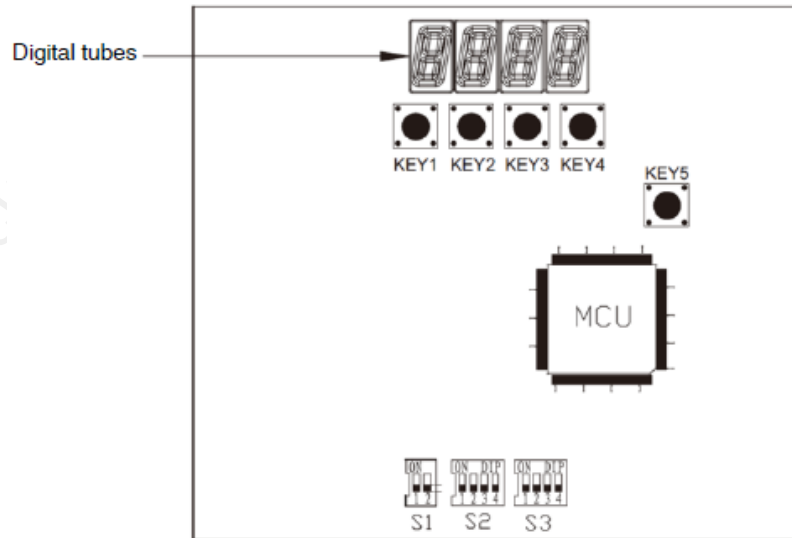 Digital tubes
8888
KEY1 KEY2 KEY3 KEY4
KEY5
MCU
ON ON DIP ON DIP
1 2 1 2 3 4 1 2 3 4
S1 S2 S3